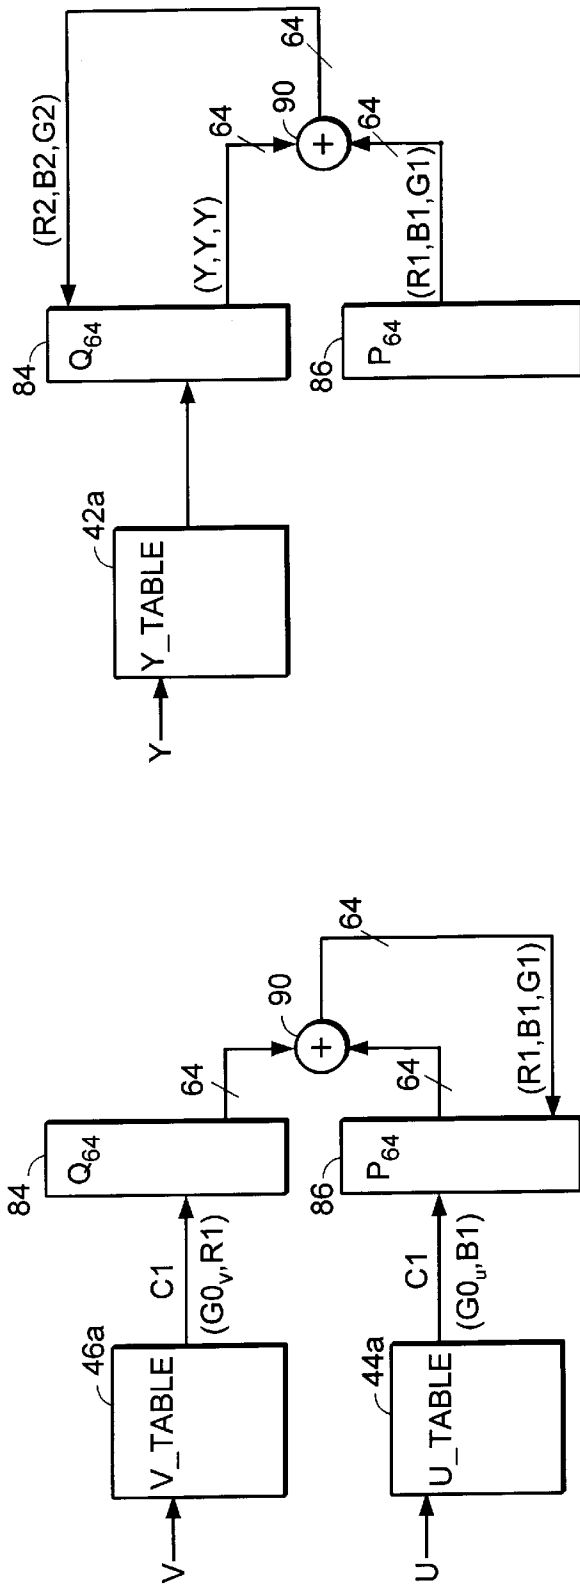 V
V_TABLE
46a
C1
(G0v,R1)
84
Q64
64
90
+
64
U
U_TABLE
44a
C1
(G0u,B1)
86
P64
64
(R1,B1,G1)
Y
Y_TABLE
42a
84
Q64
(R2,B2,G2)
(Y,Y,Y)
64
90
+
64
86
P64
(R1,B1,G1)
64